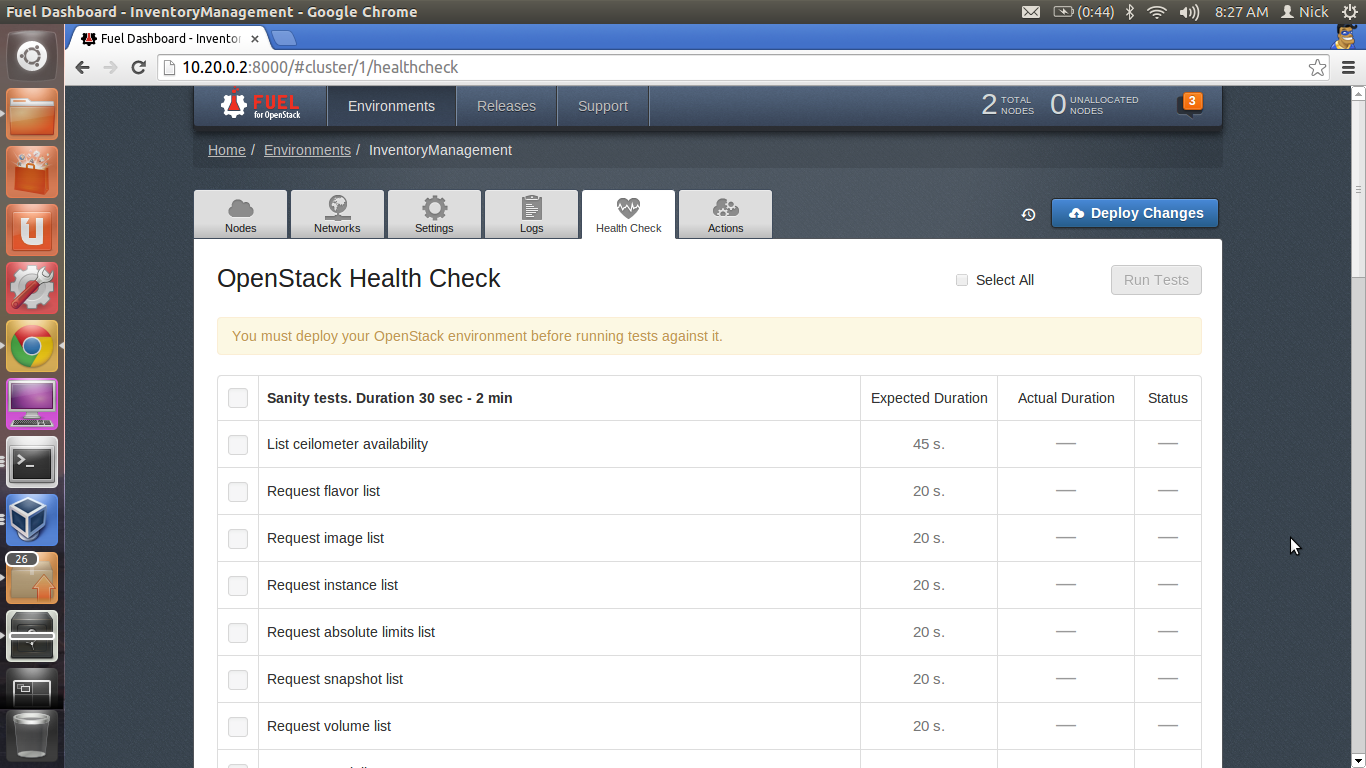 Fuel Dashboard - InventoryManagement - Google Chrome (0:44) 8:27 AM Nick
Fuel Dashboard - Inventor
10.20.0.2:8000/#cluster/1/healthcheck
FUEL
for OpenStack
Environments Releases Support 2 TOTAL NODES 0 UNALLOCATED NODES 3
Home / Environments / InventoryManagement
Nodes Networks Settings Logs Health Check Actions Deploy Changes
OpenStack Health Check Select All Run Tests
You must deploy your OpenStack environment before running tests against it.
Sanity tests. Duration 30 sec - 2 min Expected Duration Actual Duration Status
List ceilometer availability 45 s. — —
Request flavor list 20 s. — —
Request image list 20 s. — —
Request instance list 20 s. — —
Request absolute limits list 20 s. — —
Request snapshot list 20 s. — —
Request volume list 20 s. — —
26